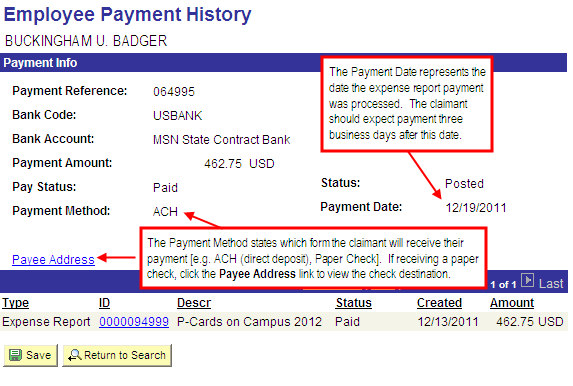 Employee Payment History
BUCKINGHAM U. BADGER
Payment Info
Payment Reference: 064995
Bank Code: USBANK
Bank Account: MSN State Contract Bank
Payment Amount: 462.75 USD
Pay Status: Paid
Status: Posted
Payment Method: ACH
Payment Date: 12/19/2011
The Payment Date represents the
date the expense report payment
was processed. The claimant
should expect payment three
business days after this date.
Payee Address
The Payment Method states which form the claimant will receive their
payment [e.g. ACH (direct deposit), Paper Check]. If receiving a paper
check, click the Payee Address link to view the check destination.
1 of 1 Last
Type ID Descr Status Created Amount
Expense Report 0000094999 P-Cards on Campus 2012 Paid 12/13/2011 462.75 USD
Save Return to Search